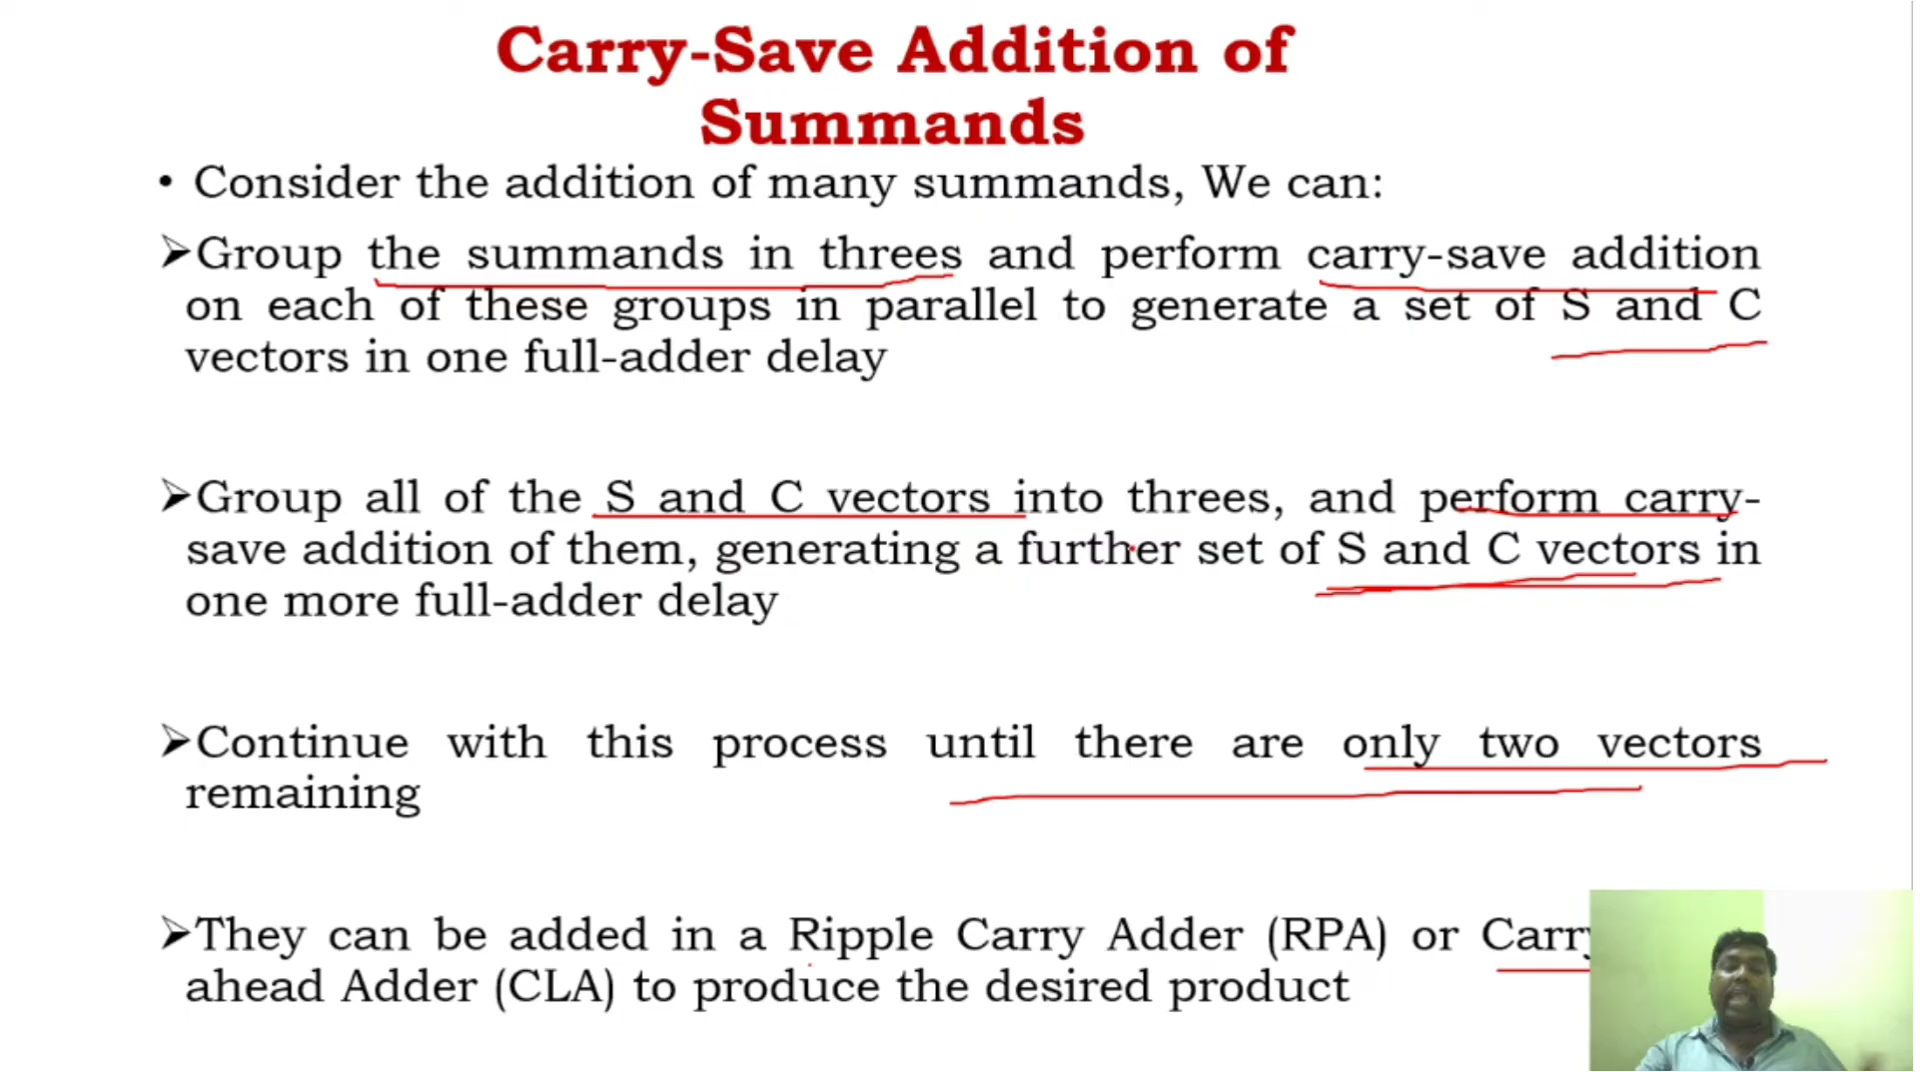 Carry-Save Addition of
Summands
• Consider the addition of many summands, We can:
➢Group the summands in threes and perform carry-save addition
on each of these groups in parallel to generate a set of S and C
vectors in one full-adder delay
➢Group all of the S and C vectors into threes, and perform carry-
save addition of them, generating a further set of S and C vectors in
one more full-adder delay
➢Continue with this process until there are only two vectors
remaining
➢They can be added in a Ripple Carry Adder (RPA) or Carry
ahead Adder (CLA) to produce the desired product